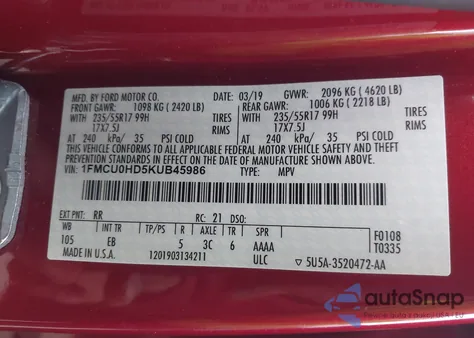 MFD. BY FORD MOTOR CO. 03/19 GVWR: 2096 KG ( 4620 LB)
FRONT GAWR: 1098 KG ( 2420 LB) REAR GAWR: 1006 KG ( 2218 LB)
WITH 235/55R17 99H TIRES WITH 235/55R17 99H TIRES
17X7.5J 17X7.5J RIMS
AT 240 kPa/ 35 PSI COLD AT 240 kPa/ 35 PSI COLD
THIS VEHICLE CONFORMS TO ALL APPLICABLE FEDERAL MOTOR VEHICLE SAFETY, BUMPER, AND THEFT PREVENTION STANDARDS IN EFFECT ON THE DATE OF MANUFACTURE SHOWN ABOVE.
VIN: 1FMCU0HD5KUB45986 TYPE: MPV
EXT PNT: RR RC: 21 DSO:
WB INT TR TP/PS R AX TR SPR F0108
105 EB 5 3C 6 AAAA T0335
MADE IN U.S.A. 1201903134211 ULC 5U5A-3520472-AA
autoSnap
AUTOMOTIVE DATA - EU